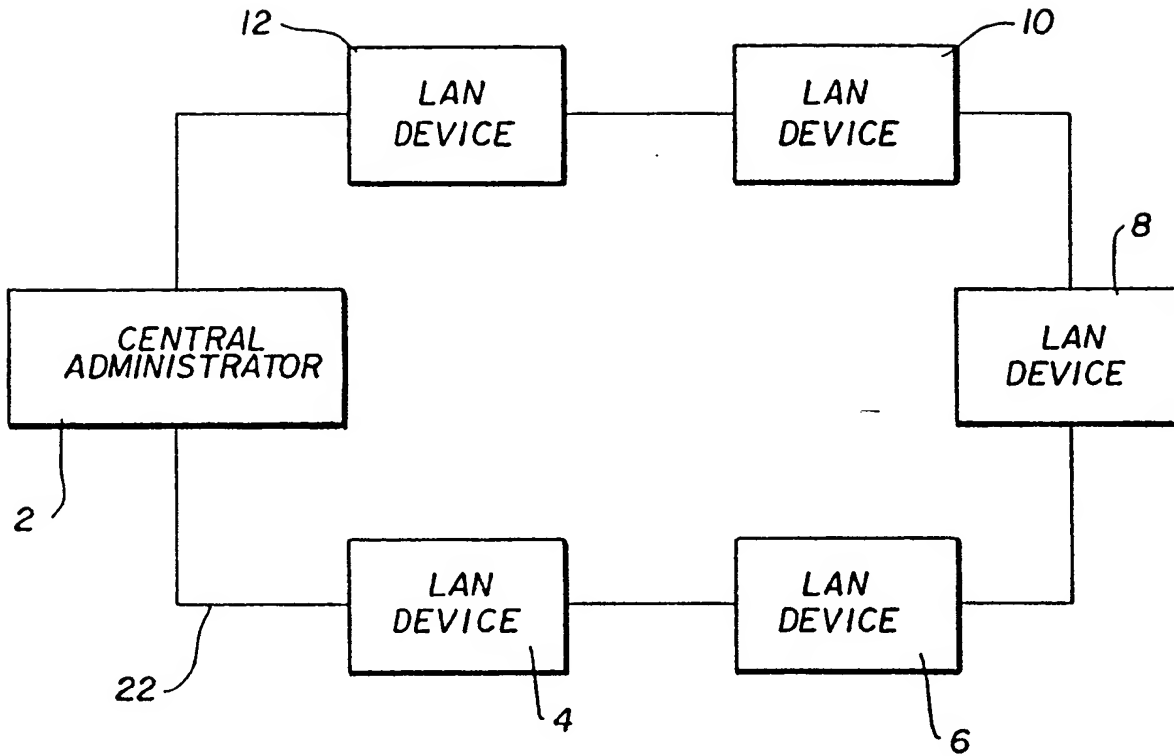 12
10
LAN
DEVICE
LAN
DEVICE
8
CENTRAL
ADMINISTRATOR
LAN
DEVICE
2
LAN
DEVICE
LAN
DEVICE
22
4
6